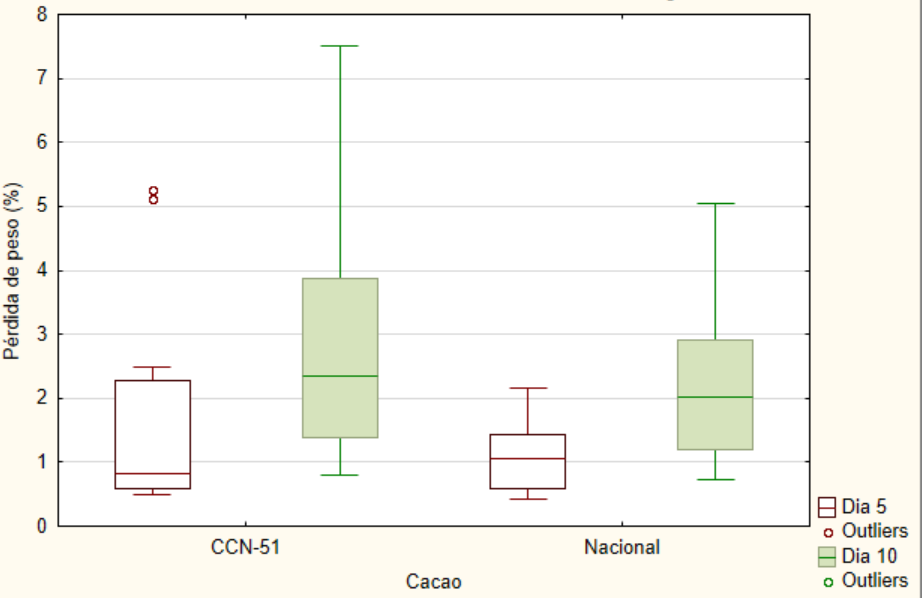 8
7
6
5
4
3
2
1
0
Pérdida de peso (%)
CCN-51
Nacional
Cacao
Dia 5
Outliers
Dia 10
Outliers